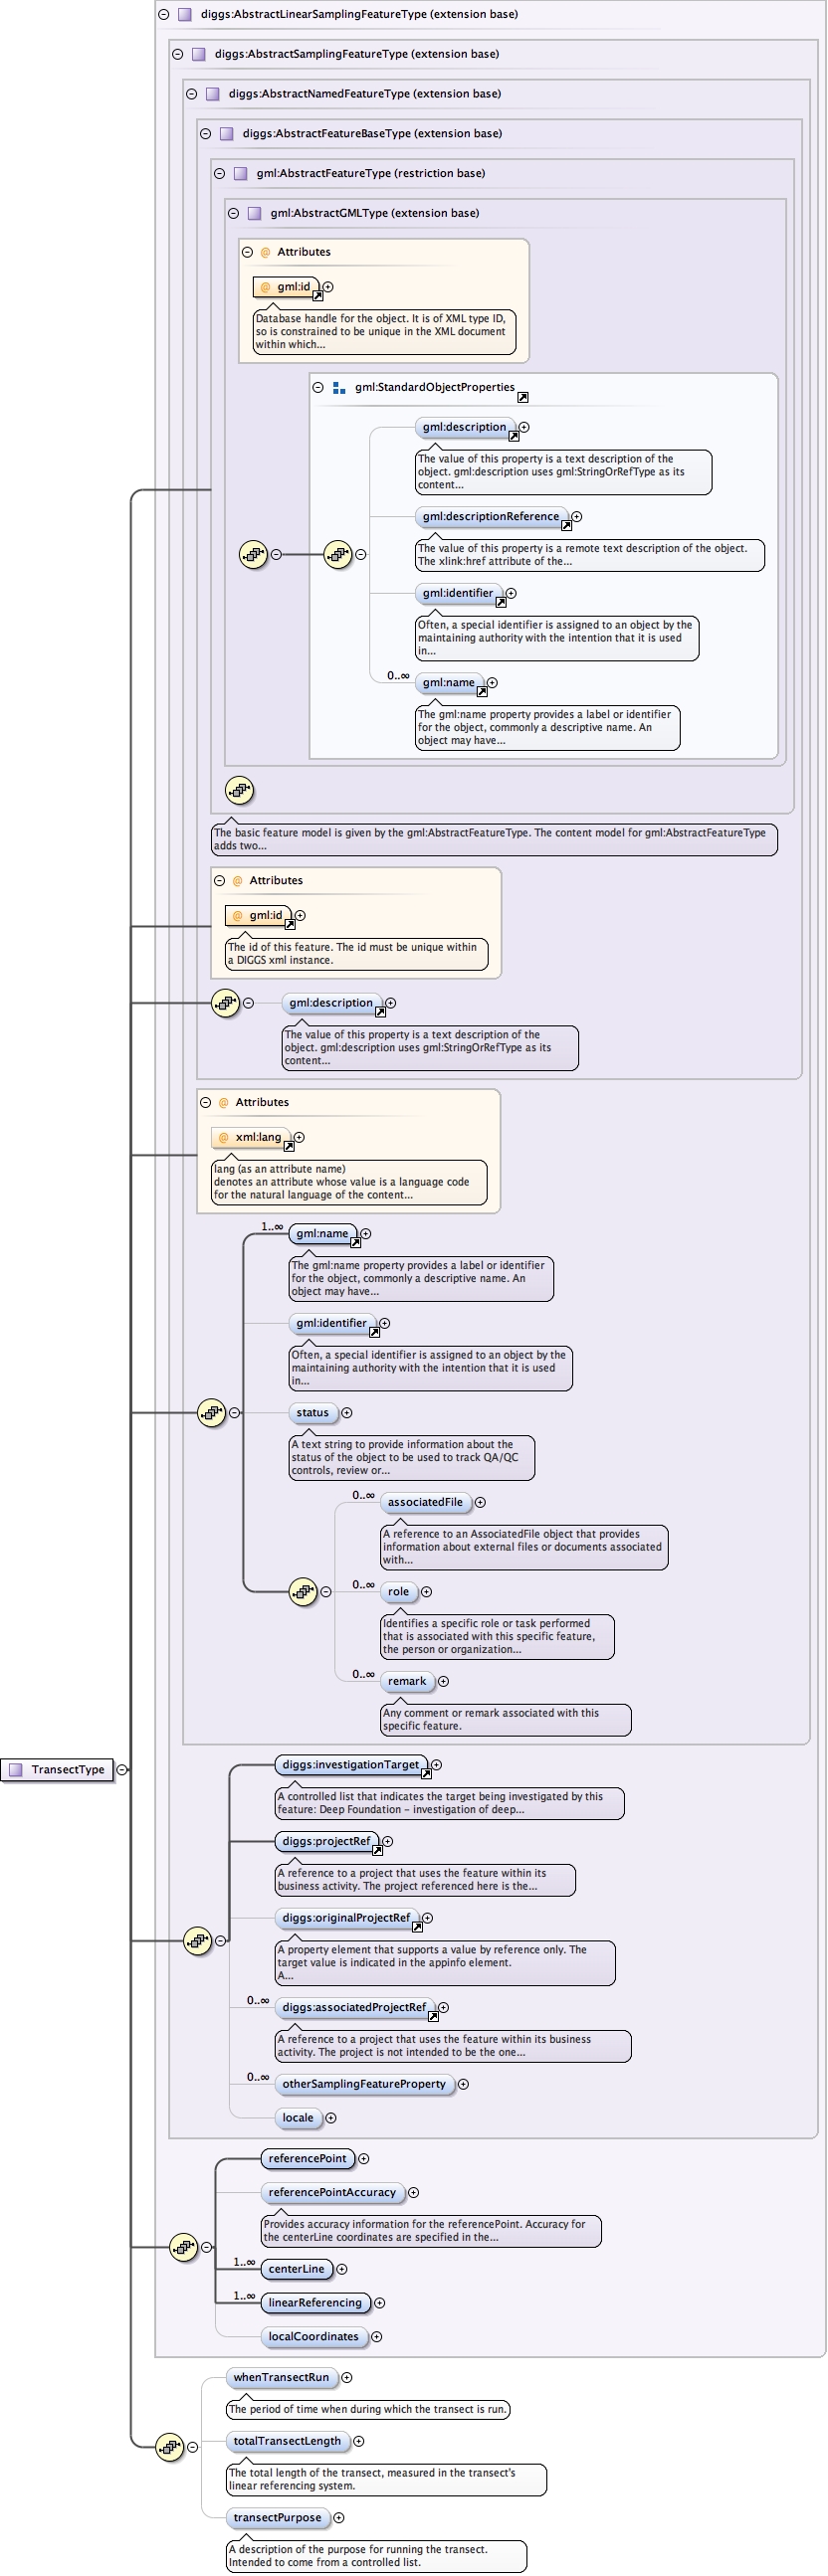 diggs:AbstractLinearSamplingFeatureType (extension base)
diggs:AbstractSamplingFeatureType (extension base)
diggs:AbstractNamedFeatureType (extension base)
diggs:AbstractFeatureBaseType (extension base)
gml:AbstractFeatureType (restriction base)
gml:AbstractGMLType (extension base)
@ Attributes
@ gml:id
Database handle for the object. It is of XML type ID,
so is constrained to be unique in the XML document
within which...
gml:StandardObjectProperties
gml:description
The value of this property is a text description of the
object. gml:description uses gml:StringOrRefType as its
content...
gml:descriptionReference
The value of this property is a remote text description of the object.
The xlink:href attribute of the...
gml:identifier
Often, a special identifier is assigned to an object by the
maintaining authority with the intention that it is used
in...
0..∞
gml:name
The gml:name property provides a label or identifier
for the object, commonly a descriptive name. An
object may have...
The basic feature model is given by the gml:AbstractFeatureType. The content model for gml:AbstractFeatureType
adds two...
@ Attributes
@ gml:id
The id of this feature. The id must be unique within
a DIGGS xml instance.
gml:description
The value of this property is a text description of the
object. gml:description uses gml:StringOrRefType as its
content...
@ Attributes
@ xml:lang
lang (as an attribute name)
denotes an attribute whose value is a language code
for the natural language of the content...
1..∞
gml:name
The gml:name property provides a label or identifier
for the object, commonly a descriptive name. An
object may have...
gml:identifier
Often, a special identifier is assigned to an object by the
maintaining authority with the intention that it is used
in...
status
A text string to provide information about the
status of the object to be used to track QA/QC
controls, review or...
0..∞
associatedFile
A reference to an AssociatedFile object that provides
information about external files or documents associated
with...
0..∞
role
Identifies a specific role or task performed
that is associated with this specific feature,
the person or organization...
0..∞
remark
Any comment or remark associated with this
specific feature.
TransectType
diggs:investigationTarget
A controlled list that indicates the target being investigated by this
feature: Deep Foundation – investigation of deep...
diggs:projectRef
A reference to a project that uses the feature within its
business activity. The project referenced here is the...
diggs:originalProjectRef
A property element that supports a value by reference only. The
target value is indicated in the appinfo element.
A...
0..∞
diggs:associatedProjectRef
A reference to a project that uses the feature within its business
activity. The project is not intended to be the one...
0..∞
otherSamplingFeatureProperty
locale
referencePoint
referencePointAccuracy
Provides accuracy information for the referencePoint. Accuracy for
the centerLine coordinates are specified in the...
1..∞
centerLine
1..∞
linearReferencing
localCoordinates
whenTransectRun
The period of time when during which the transect is run.
totalTransectLength
The total length of the transect, measured in the transect's
linear referencing system.
transectPurpose
A description of the purpose for running the transect.
Intended to come from a controlled list.